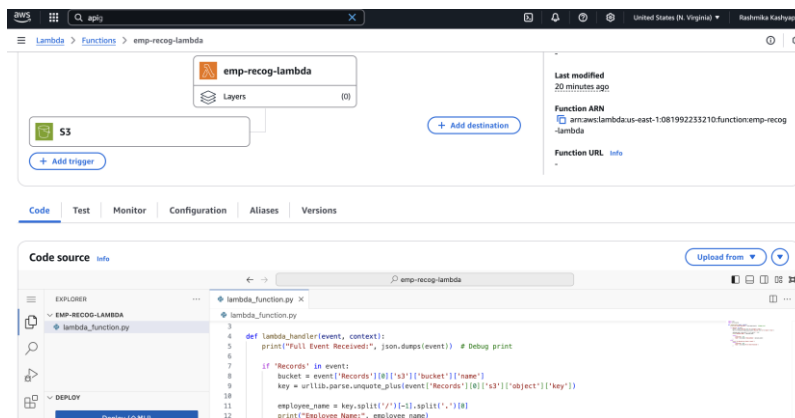 aws
apig
United States (N. Virginia)
Rashmika Kashyap
Lambda > Functions > emp-recog-lambda
emp-recog-lambda
Layers (0)
S3
+ Add trigger
+ Add destination
-
Last modified
20 minutes ago
Function ARN
arn:aws:lambda:us-east-1:081992233210:function:emp-recog
-lambda
Function URL Info
-
Code Test Monitor Configuration Aliases Versions
Code source Info
Upload from
emp-recog-lambda
EXPLORER
EMP-RECOG-LAMBDA
lambda_function.py
DEPLOY
lambda_function.py
lambda_function.py
3
4 def lambda_handler(event, context):
5 print("Full Event Received:", json.dumps(event)) # Debug print
6
7 if 'Records' in event:
8 bucket = event['Records'][0]['s3']['bucket']['name']
9 key = urllib.parse.unquote_plus(event['Records'][0]['s3']['object']['key'])
10
11 employee_name = key.split('/')[-1].split('.')[0]
12 print("Employee Name:", employee_name)